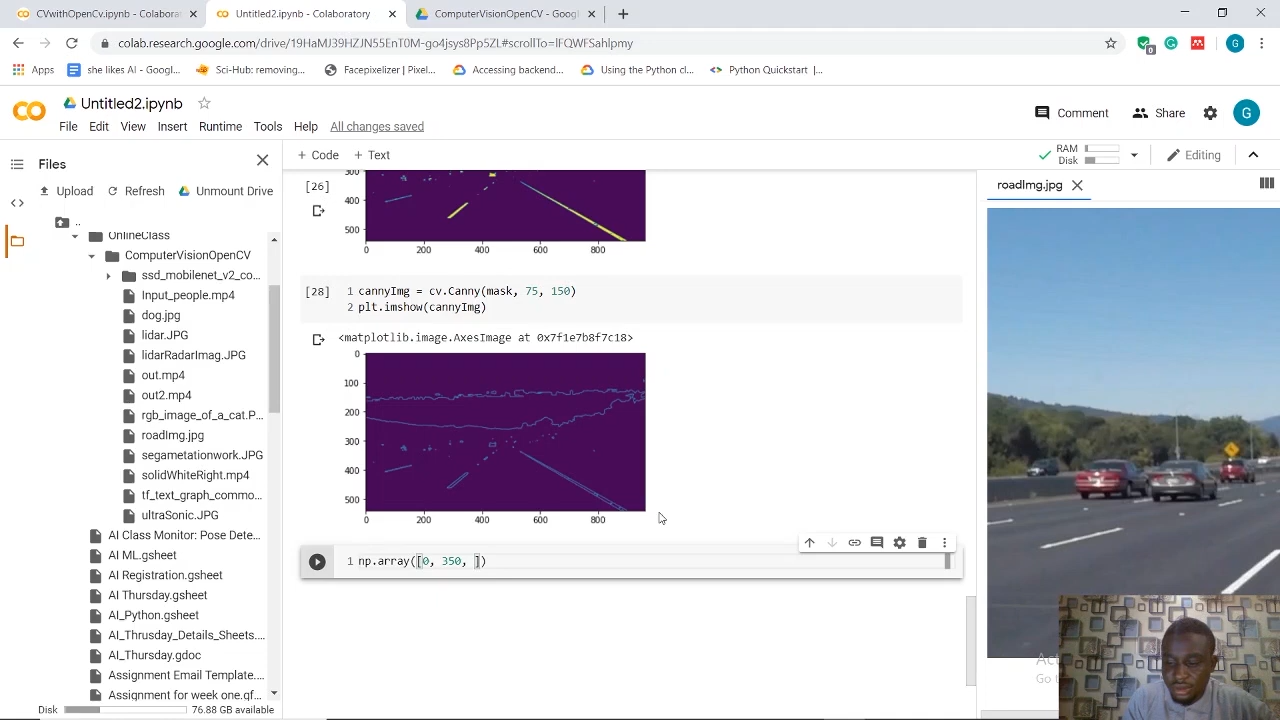 CVwithOpenCv.ipynb - Colaborat
Untitled2.ipynb - Colaboratory
ComputerVisionOpenCV - Googl
colab.research.google.com/drive/19HaMJ39HZJN55EnT0M-go4jsys8Pp5ZL#scrollTo=lFQWFSahlpmy
Apps
she likes AI - Googl...
Sci-Hub: removing...
Facepixelizer | Pixel...
Accessing backend...
Using the Python cl...
Python Quickstart |...
Untitled2.ipynb
Comment
Share
G
File Edit View Insert Runtime Tools Help All changes saved
Files
+ Code + Text
RAM
Disk
Editing
Upload Refresh Unmount Drive
..
OnlineClass
ComputerVisionOpenCV
ssd_mobilenet_v2_co...
Input_people.mp4
dog.jpg
lidar.JPG
lidarRadarImag.JPG
out.mp4
out2.mp4
rgb_image_of_a_cat.P...
roadImg.jpg
segametationwork.JPG
solidWhiteRight.mp4
tf_text_graph_commo...
ultraSonic.JPG
AI Class Monitor: Pose Dete...
AI ML.gsheet
AI Registration.gsheet
AI Thursday.gsheet
AI_Python.gsheet
AI_Thrusday_Details_Sheets....
AI_Thursday.gdoc
Assignment Email Template....
Assignment for week one.gf...
Disk 76.88 GB available
[26]
300
400
500
0 200 400 600 800
[28]
1 cannyImg = cv.Canny(mask, 75, 150)
2 plt.imshow(cannyImg)
<matplotlib.image.AxesImage at 0x7f1e7b8f7c18>
0
100
200
300
400
500
0 200 400 600 800
1 np.array([0, 350, ])
roadImg.jpg